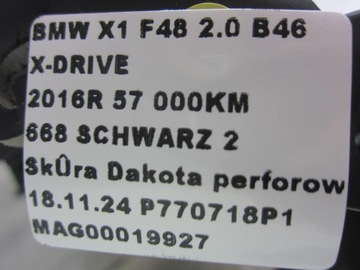 BMW X1 F48 2.0 B46
X-DRIVE
2016R 57 000KM
668 SCHWARZ 2
SkÛra Dakota perforow
18.11.24 P770718P1
MAG00019927